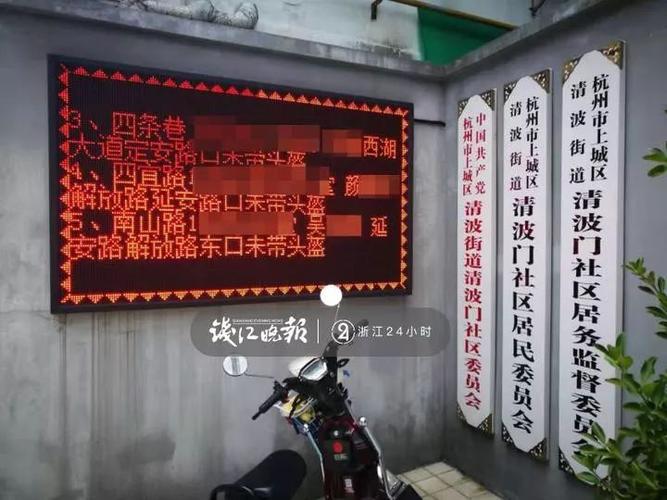 3、四条巷
西湖
大道定安路口未带头盔
4、四宜路
颜
解放路延安路口未带头盔
5、南山路1
吴
延
安路解放路东口未带头盔
中国共产党
杭州市上城区
清波街道清波门社区委员会
杭州市上城区
清波街道
清波门社区居民委员会
杭州市上城区
清波街道
清波门社区居务监督委员会
钱江晚报
QIANJIANG EVENING NEWS
浙江24小时